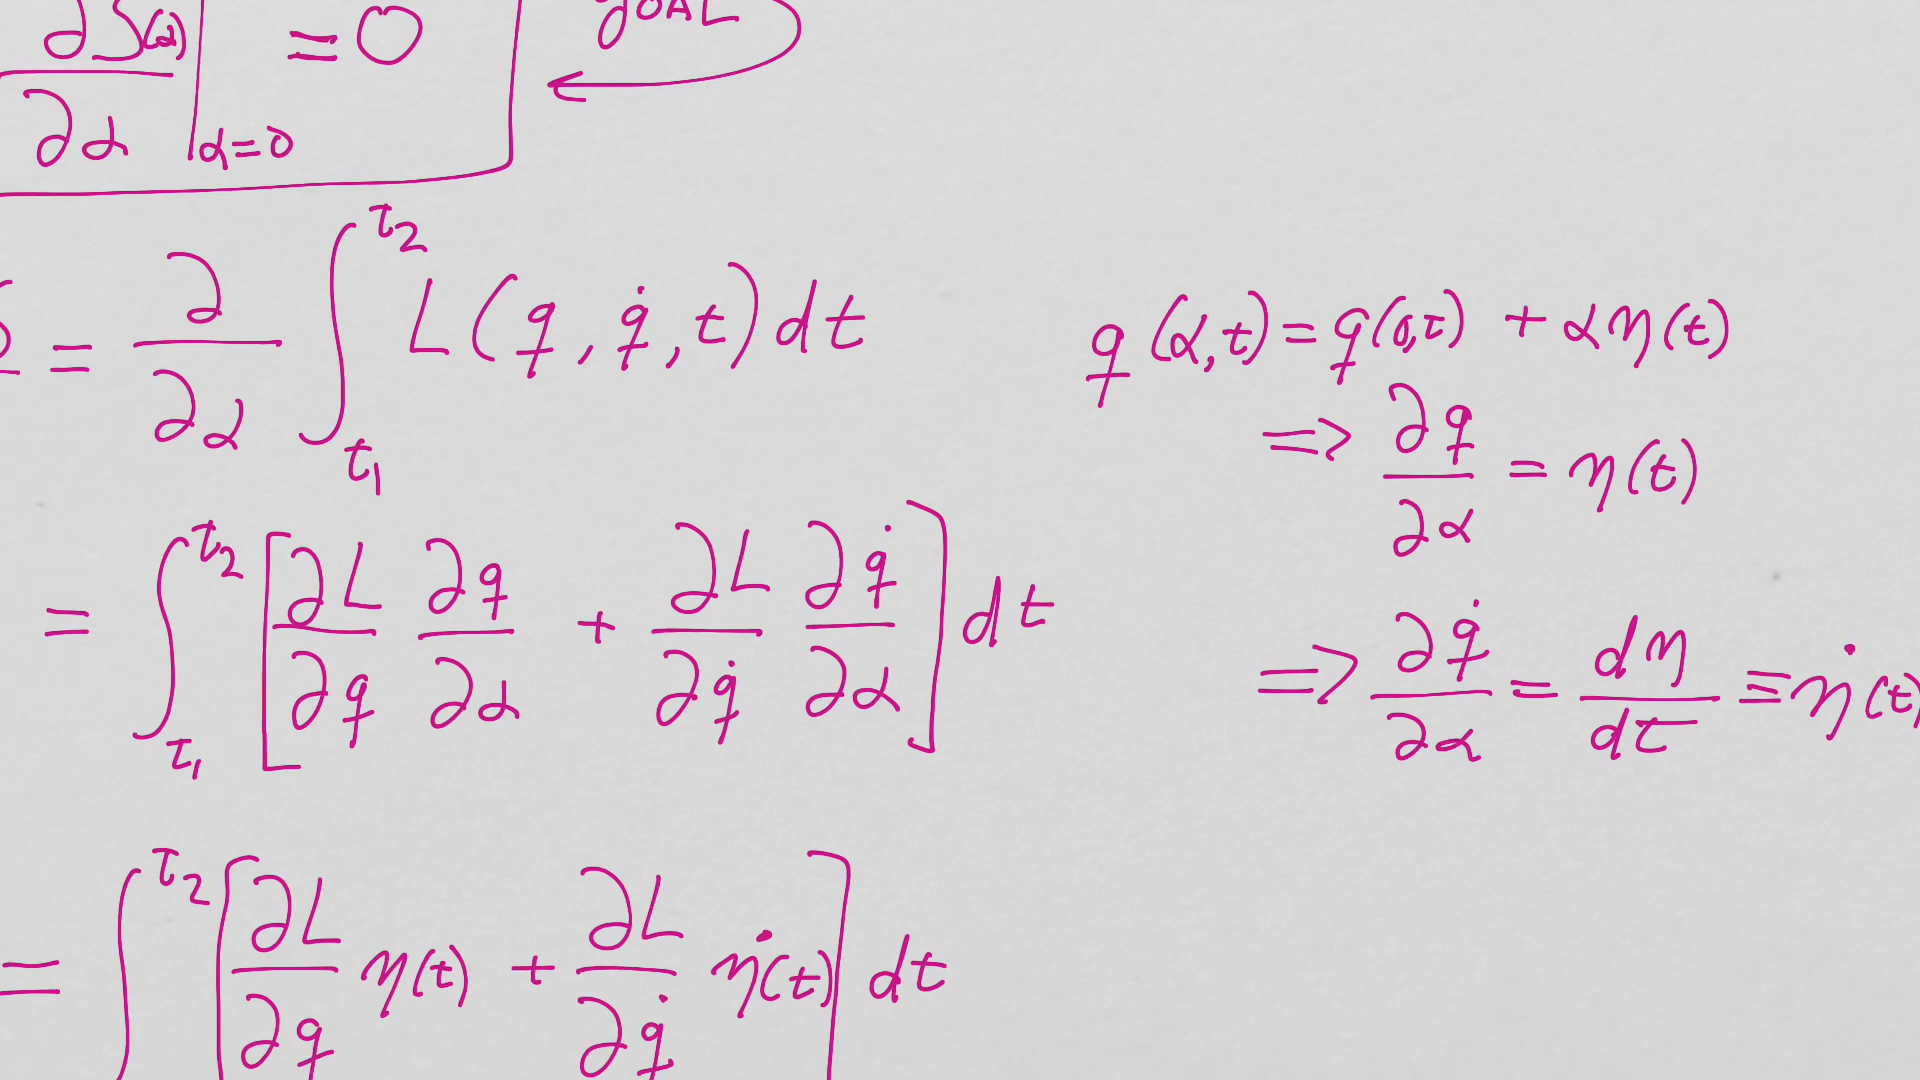 ∂S(α)/∂α |α=0 = 0 GOAL
= ∂/∂α ∫_{t1}^{t2} L(q, q̇, t) dt
q(α,t) = q(0,t) + αη(t)
⇒ ∂q/∂α = η(t)
= ∫_{t1}^{t2} [∂L/∂q ∂q/∂α + ∂L/∂q̇ ∂q̇/∂α] dt
⇒ ∂q̇/∂α = dη/dt ≡ η̇(t)
= ∫^{t2} [∂L/∂q η(t) + ∂L/∂q̇ η̇(t)] dt